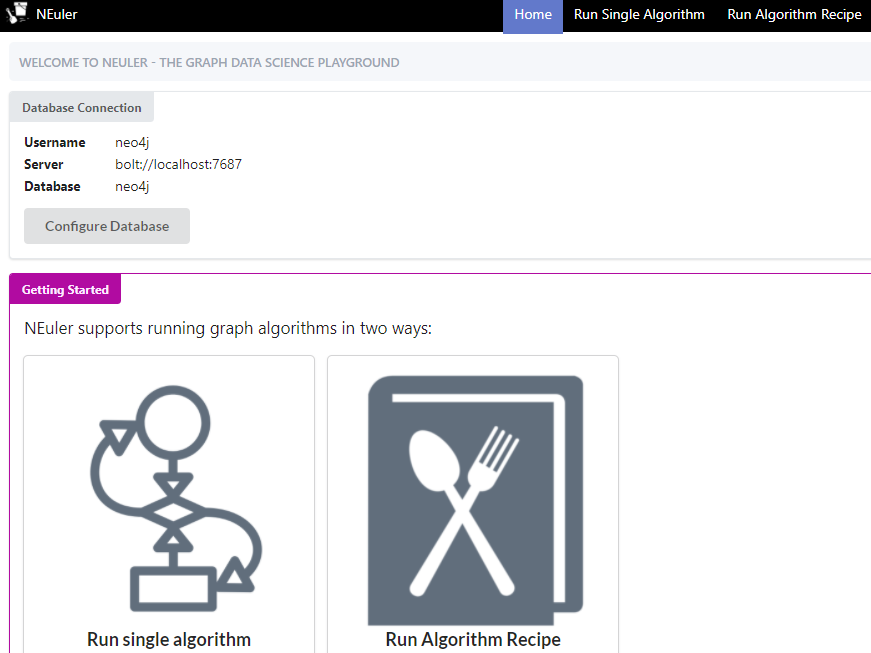 NEuler
Home
Run Single Algorithm
Run Algorithm Recipe
WELCOME TO NEULER - THE GRAPH DATA SCIENCE PLAYGROUND
Database Connection
Username neo4j
Server bolt://localhost:7687
Database neo4j
Configure Database
Getting Started
NEuler supports running graph algorithms in two ways:
Run single algorithm
Run Algorithm Recipe